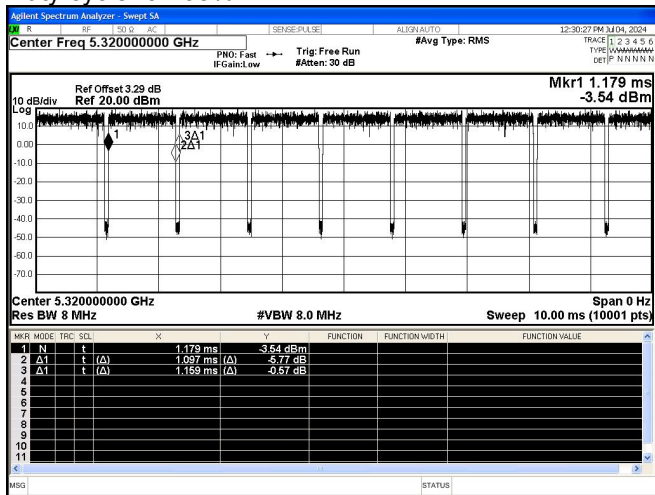 Agilent Spectrum Analyzer - Swept SA
R RF 50 Ω AC SENSE:PULSE ALIGN AUTO 12:30:27 PM Jul 04, 2024
Center Freq 5.320000000 GHz #Avg Type: RMS TRACE 1 2 3 4 5 6
PNO: Fast Trig: Free Run TYPE
IFGain:Low #Atten: 30 dB DET P N N N N N
Mkr1 1.179 ms
Ref Offset 3.29 dB
10 dB/div Ref 20.00 dBm -3.54 dBm
Log
10.0
0.00
-10.0
-20.0
-30.0
-40.0
-50.0
-60.0
-70.0
1
3Δ1
2Δ1
Center 5.320000000 GHz Span 0 Hz
Res BW 8 MHz #VBW 8.0 MHz Sweep 10.00 ms (10001 pts)
MKR MODE TRC SCL X Y FUNCTION FUNCTION WIDTH FUNCTION VALUE
1 N t 1.179 ms -3.54 dBm
2 Δ1 t (Δ) 1.097 ms (Δ) -5.77 dB
3 Δ1 t (Δ) 1.159 ms (Δ) -0.57 dB
4
5
6
7
8
9
10
11
MSG STATUS